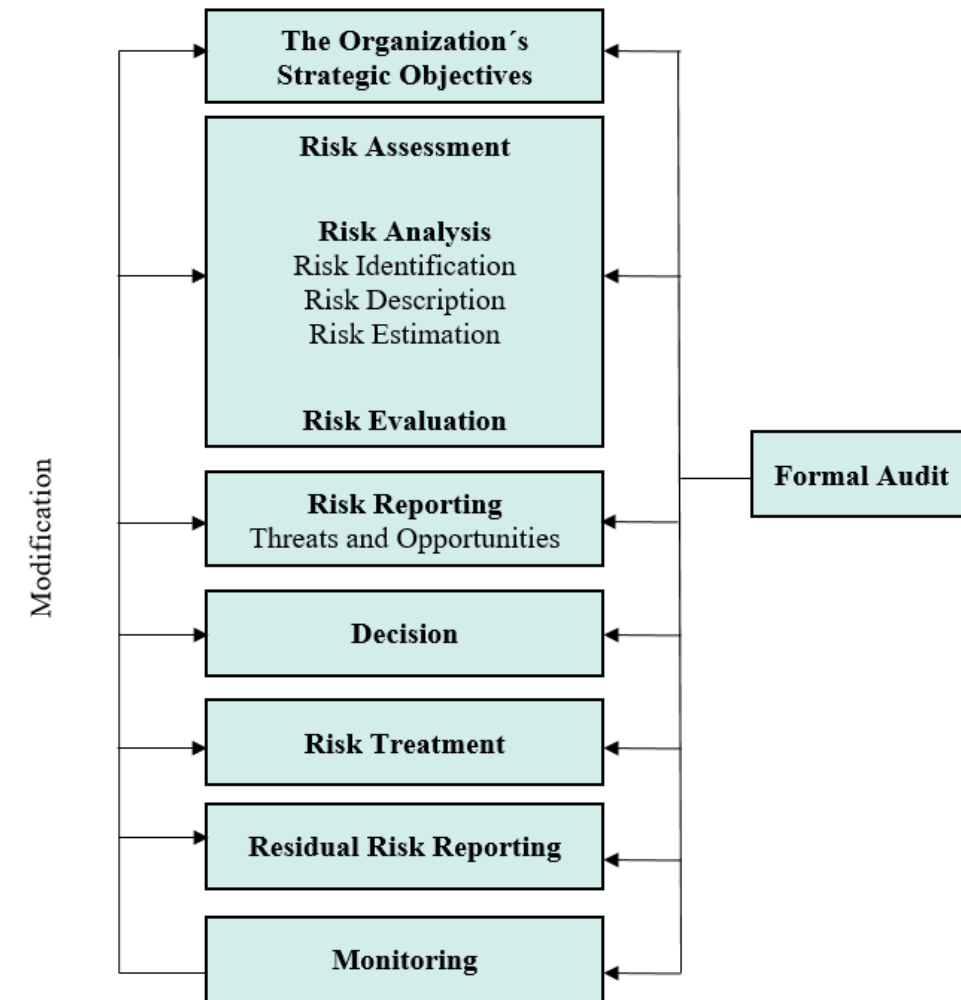 The Organization´s
Strategic Objectives
Risk Assessment
Risk Analysis
Risk Identification
Risk Description
Risk Estimation
Risk Evaluation
Risk Reporting
Threats and Opportunities
Decision
Risk Treatment
Residual Risk Reporting
Monitoring
Modification
Formal Audit